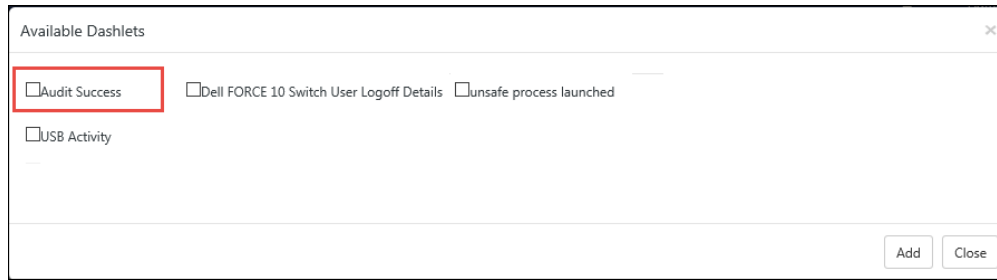 Available Dashlets ×
Audit Success Dell FORCE 10 Switch User Logoff Details unsafe process launched
USB Activity
Add Close